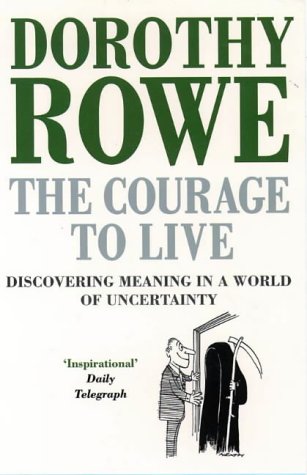 DOROTHY
ROWE
THE COURAGE
TO LIVE
DISCOVERING MEANING IN A WORLD
OF UNCERTAINTY
'Inspirational'
Daily
Telegraph